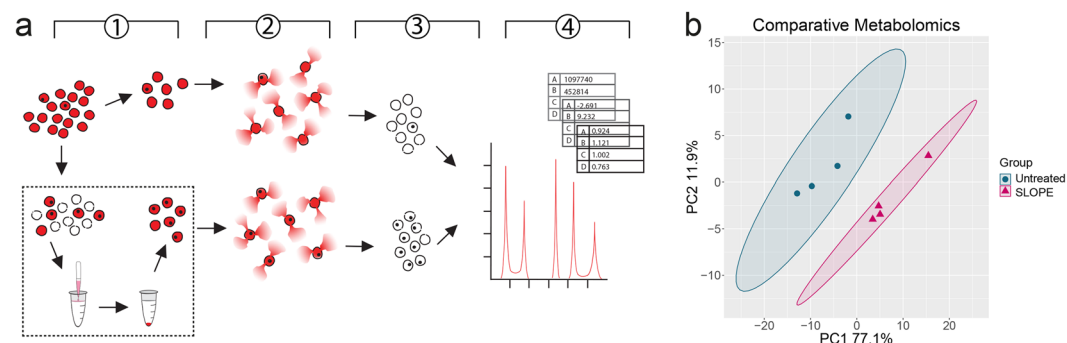 a
① ② ③ ④
A 1097740
B 452814
C
D
A -2.691
B 9.232
C
D
A 0.924
B 1.121
C 1.002
D 0.763
b
Comparative Metabolomics
15
10
5
0
−5
−10
PC2 11.9%
−20 −10 0 10 20
PC1 77.1%
Group
Untreated
SLOPE